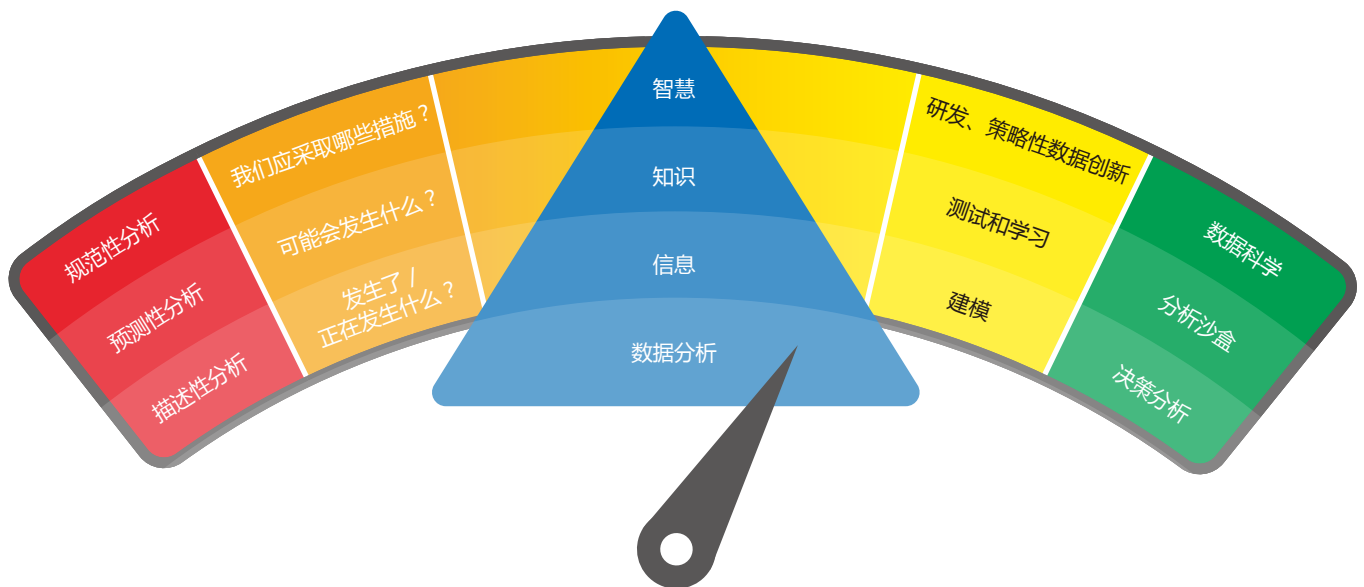 规范性分析
预测性分析
描述性分析
我们应采取哪些措施？
可能会发生什么？
发生了 /
正在发生什么？
智慧
知识
信息
数据分析
研发、策略性数据创新
测试和学习
建模
数据科学
分析沙盒
决策分析